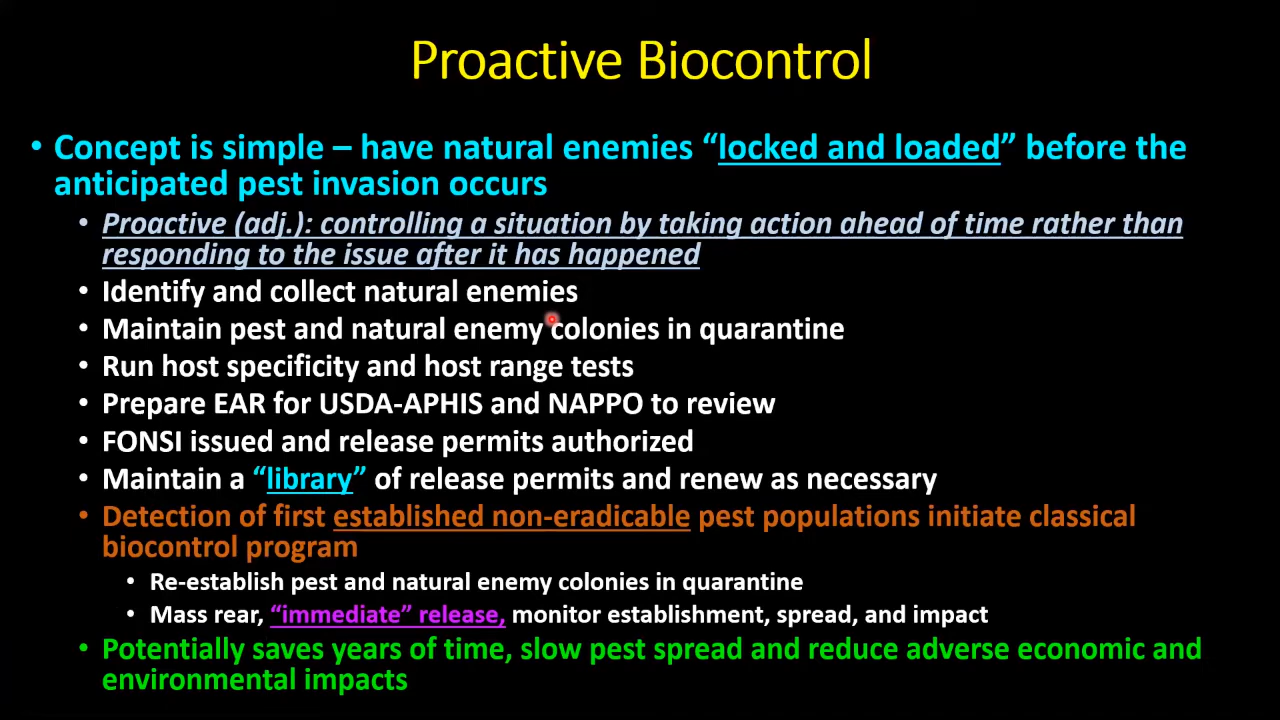 Proactive Biocontrol
• Concept is simple – have natural enemies “locked and loaded” before the
anticipated pest invasion occurs
• Proactive (adj.): controlling a situation by taking action ahead of time rather than
responding to the issue after it has happened
• Identify and collect natural enemies
• Maintain pest and natural enemy colonies in quarantine
• Run host specificity and host range tests
• Prepare EAR for USDA-APHIS and NAPPO to review
• FONSI issued and release permits authorized
• Maintain a “library” of release permits and renew as necessary
• Detection of first established non-eradicable pest populations initiate classical
biocontrol program
• Re-establish pest and natural enemy colonies in quarantine
• Mass rear, “immediate” release, monitor establishment, spread, and impact
• Potentially saves years of time, slow pest spread and reduce adverse economic and
environmental impacts